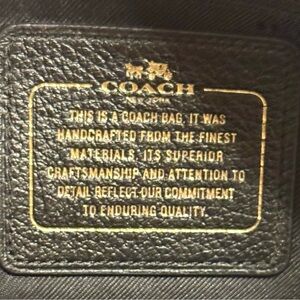 COACH
NEW YORK
THIS IS A COACH BAG. IT WAS
HANDCRAFTED FROM THE FINEST
MATERIALS. ITS SUPERIOR
CRAFTSMANSHIP AND ATTENTION TO
DETAIL REFLECT OUR COMMITMENT
TO ENDURING QUALITY.